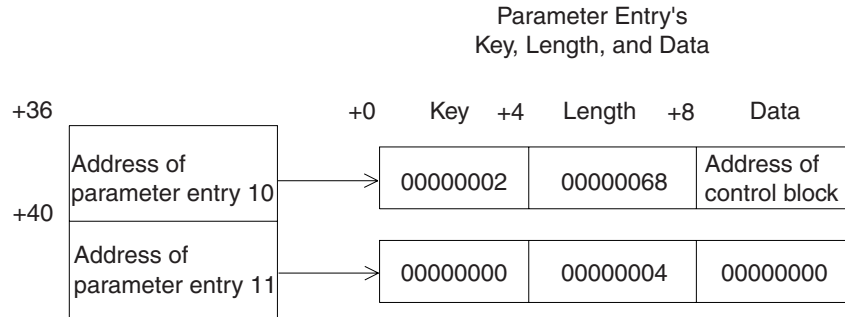 Parameter Entry's
Key, Length, and Data
+36 +0 Key +4 Length +8 Data
Address of
parameter entry 10
00000002 00000068 Address of
control block
+40
Address of
parameter entry 11
00000000 00000004 00000000